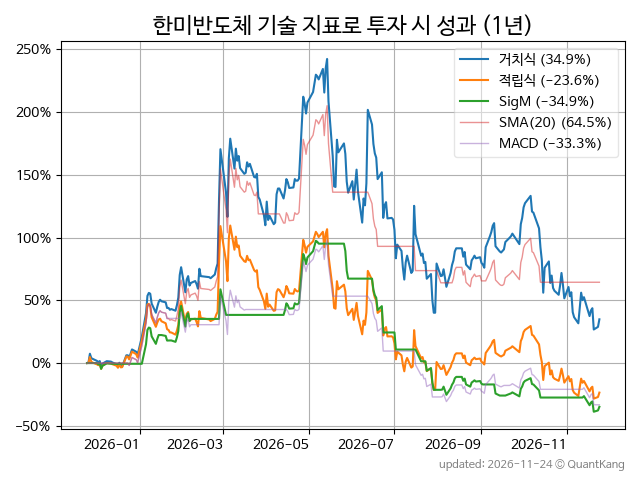 한미반도체 기술 지표로 투자 시 성과 (1년)
250%
200%
150%
100%
50%
0%
−50%
거치식 (34.9%)
적립식 (−23.6%)
SigM (−34.9%)
SMA(20) (64.5%)
MACD (−33.3%)
2026-01
2026-03
2026-05
2026-07
2026-09
2026-11
updated: 2026-11-24 © QuantKang